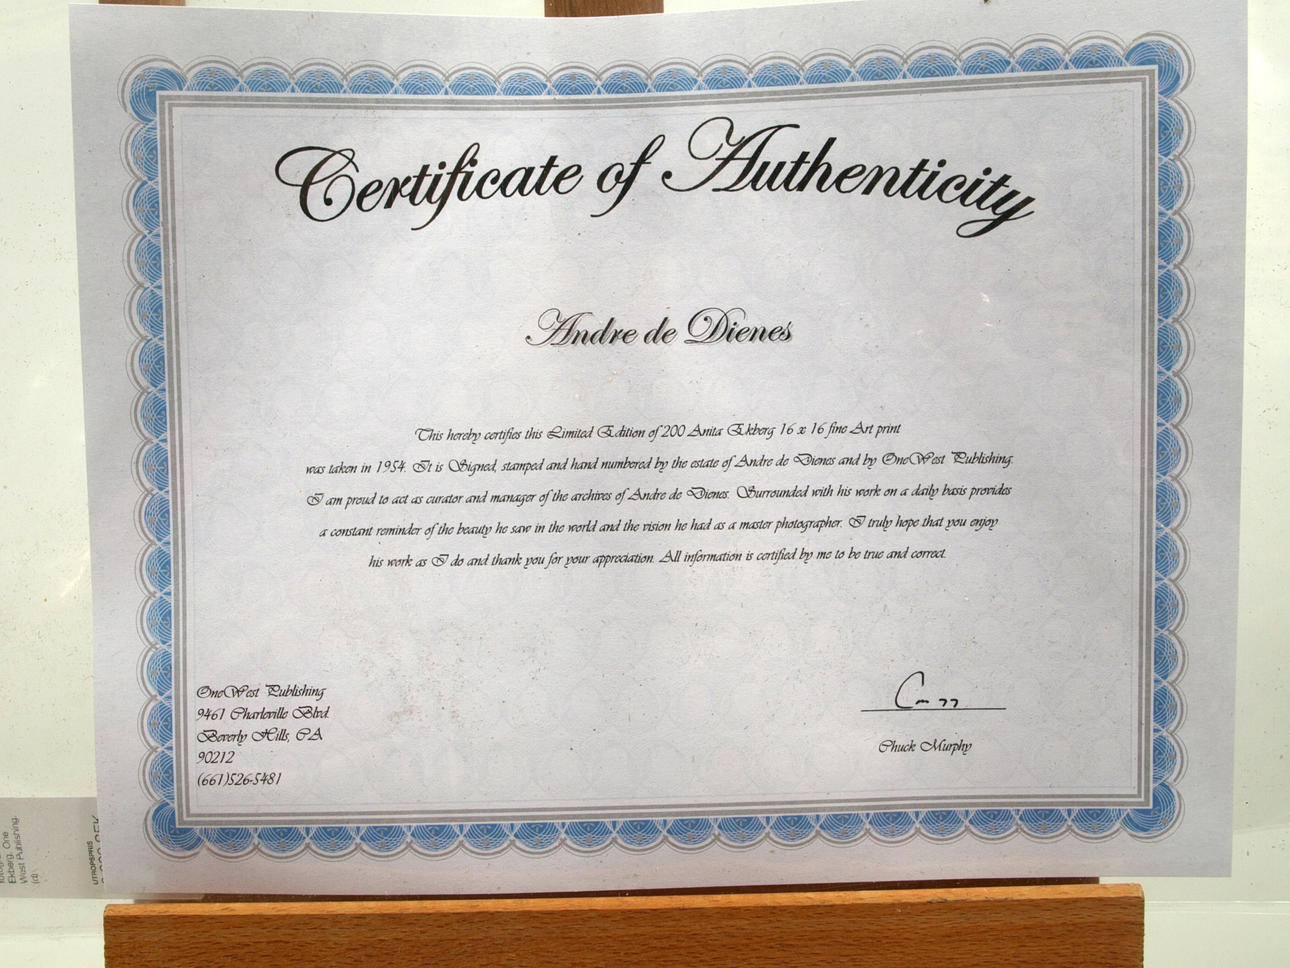 Certificate of Authenticity
Andre de Dienes
This hereby certifies this Limited Edition of 200 Anita Ekberg 16 x 16 fine Art print
was taken in 1954. It is Signed, stamped and hand numbered by the estate of Andre de Dienes and by OneWest Publishing.
I am proud to act as curator and manager of the archives of Andre de Dienes. Surrounded with his work on a daily basis provides
a constant reminder of the beauty he saw in the world and the vision he had as a master photographer. I truly hope that you enjoy
his work as I do and thank you for your appreciation. All information is certified by me to be true and correct.
OneWest Publishing
9461 Charleville Blvd.
Beverly Hills, CA
90212
(661)526-5481
Chuck Murphy
Ekberg. One
West Publishing.
(d)
UTROPSPRIS